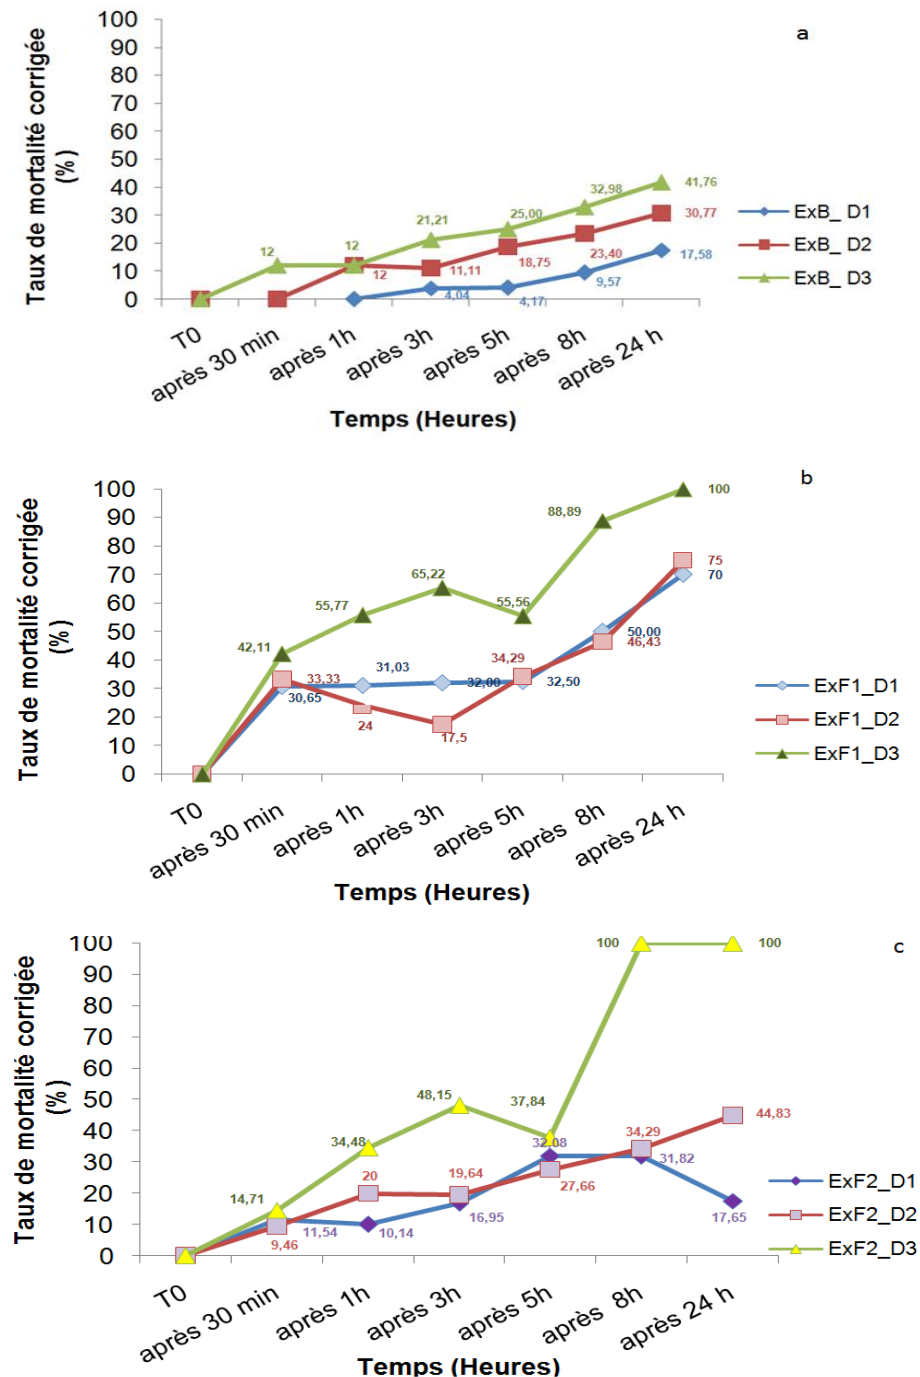 a
Taux de mortalité corrigée
(%)
100
90
80
70
60
50
40
30
20
10
0
12
12
21,21
25,00
32,98
41,76
12
11,11
18,75
23,40
30,77
4,04
4,17
9,57
17,58
ExB_ D1
ExB_ D2
ExB_ D3
T0
après 30 min
après 1h
après 3h
après 5h
après 8h
après 24 h
Temps (Heures)
b
Taux de mortalité corrigée
(%)
100
90
80
70
60
50
40
30
20
10
0
42,11
55,77
65,22
55,56
88,89
100
33,33
24
17,5
34,29
46,43
75
30,65
31,03
32,00
32,50
50,00
70
ExF1_D1
ExF1_D2
ExF1_D3
T0
après 30 min
après 1h
après 3h
après 5h
après 8h
après 24 h
Temps (Heures)
c
Taux de mortalité corrigée
(%)
100
90
80
70
60
50
40
30
20
10
0
14,71
34,48
48,15
37,84
100
100
9,46
20
19,64
27,66
34,29
44,83
11,54
10,14
16,95
32,08
31,82
17,65
ExF2_D1
ExF2_D2
ExF2_D3
T0
après 30 min
après 1h
après 3h
après 5h
après 8h
après 24 h
Temps (Heures)